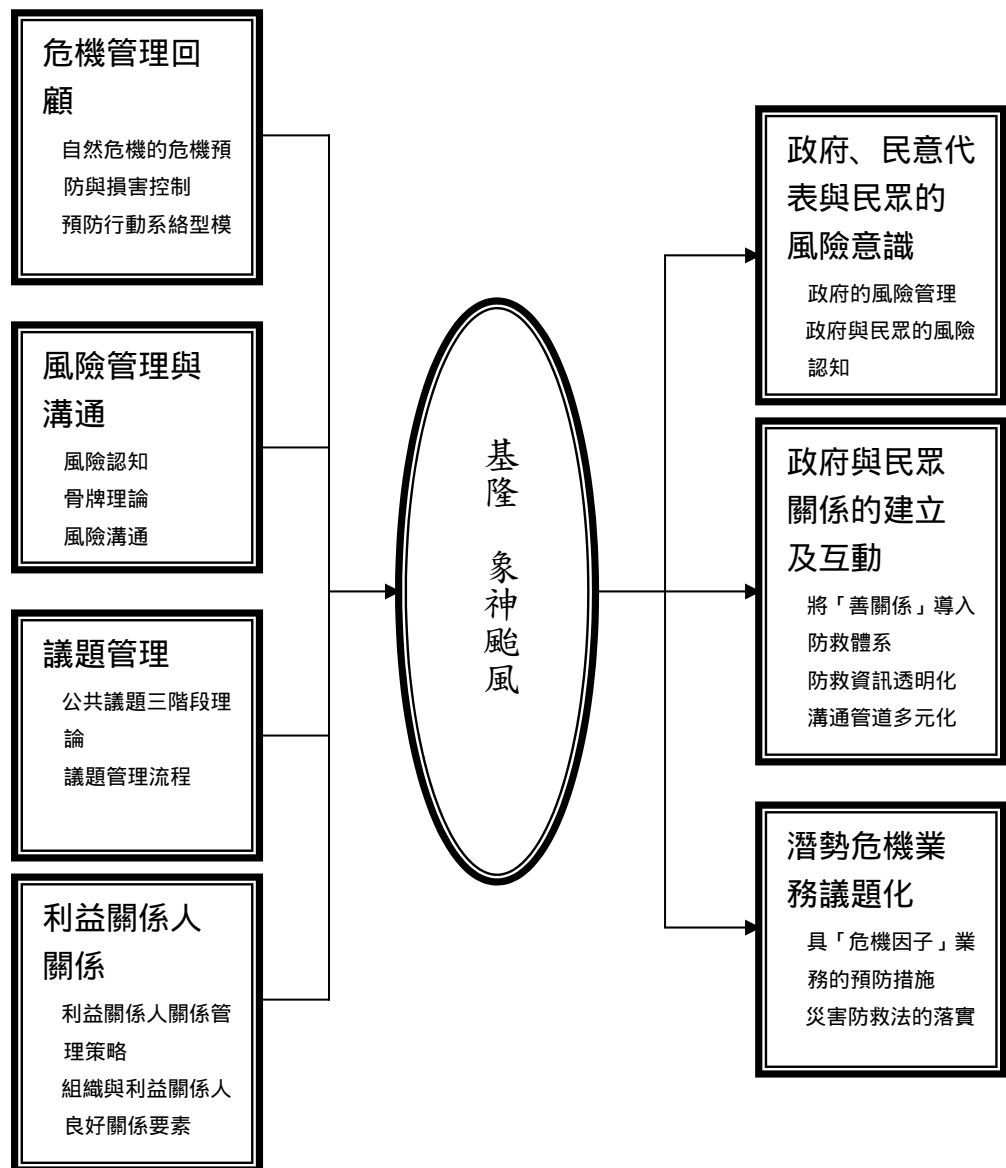 危機管理回
顧
自然危機的危機預
防與損害控制
預防行動系絡型模
風險管理與
溝通
風險認知
骨牌理論
風險溝通
議題管理
公共議題三階段理
論
議題管理流程
利益關係人
關係
利益關係人關係管
理策略
組織與利益關係人
良好關係要素
基隆 象神颱風
政府、民意代
表與民眾的
風險意識
政府的風險管理
政府與民眾的風險
認知
政府與民眾
關係的建立
及互動
將「善關係」導入
防救體系
防救資訊透明化
溝通管道多元化
潛勢危機業
務議題化
具「危機因子」業
務的預防措施
災害防救法的落實